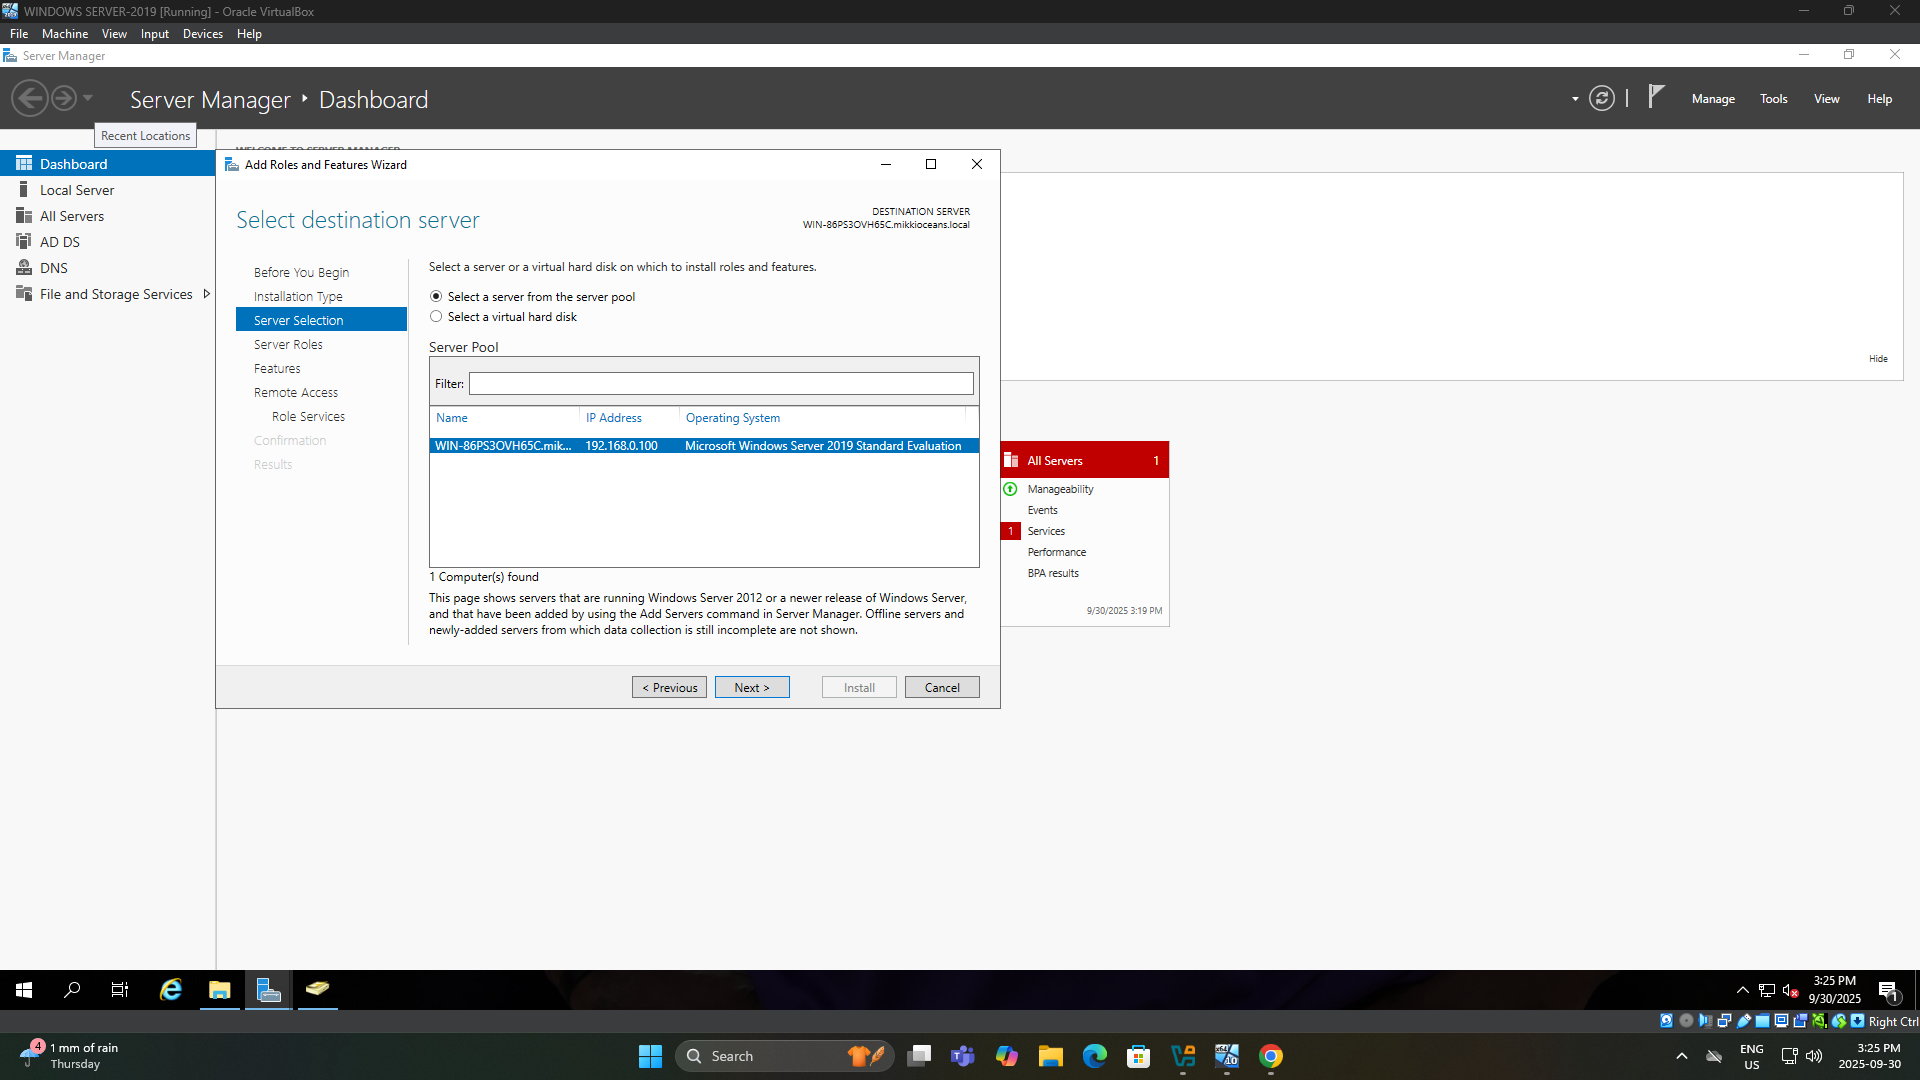 WINDOWS SERVER-2019 [Running] - Oracle VirtualBox
File Machine View Input Devices Help
Server Manager
Server Manager Dashboard
Manage Tools View Help
Recent Locations
WELCOME TO SERVER MANAGER
Dashboard
Local Server
All Servers
AD DS
DNS
File and Storage Services
Add Roles and Features Wizard
Select destination server
DESTINATION SERVER
WIN-86PS3OVH65C.mikkioceans.local
Before You Begin
Installation Type
Server Selection
Server Roles
Features
Remote Access
Role Services
Confirmation
Results
Select a server or a virtual hard disk on which to install roles and features.
Select a server from the server pool
Select a virtual hard disk
Server Pool
Filter:
Name IP Address Operating System
WIN-86PS3OVH65C.mik... 192.168.0.100 Microsoft Windows Server 2019 Standard Evaluation
1 Computer(s) found
This page shows servers that are running Windows Server 2012 or a newer release of Windows Server,
and that have been added by using the Add Servers command in Server Manager. Offline servers and
newly-added servers from which data collection is still incomplete are not shown.
< Previous Next > Install Cancel
Hide
All Servers 1
Manageability
Events
1 Services
Performance
BPA results
9/30/2025 3:19 PM
3:25 PM
9/30/2025
1
Right Ctrl
4
1 mm of rain
Thursday
Search
ENG
US
3:25 PM
2025-09-30